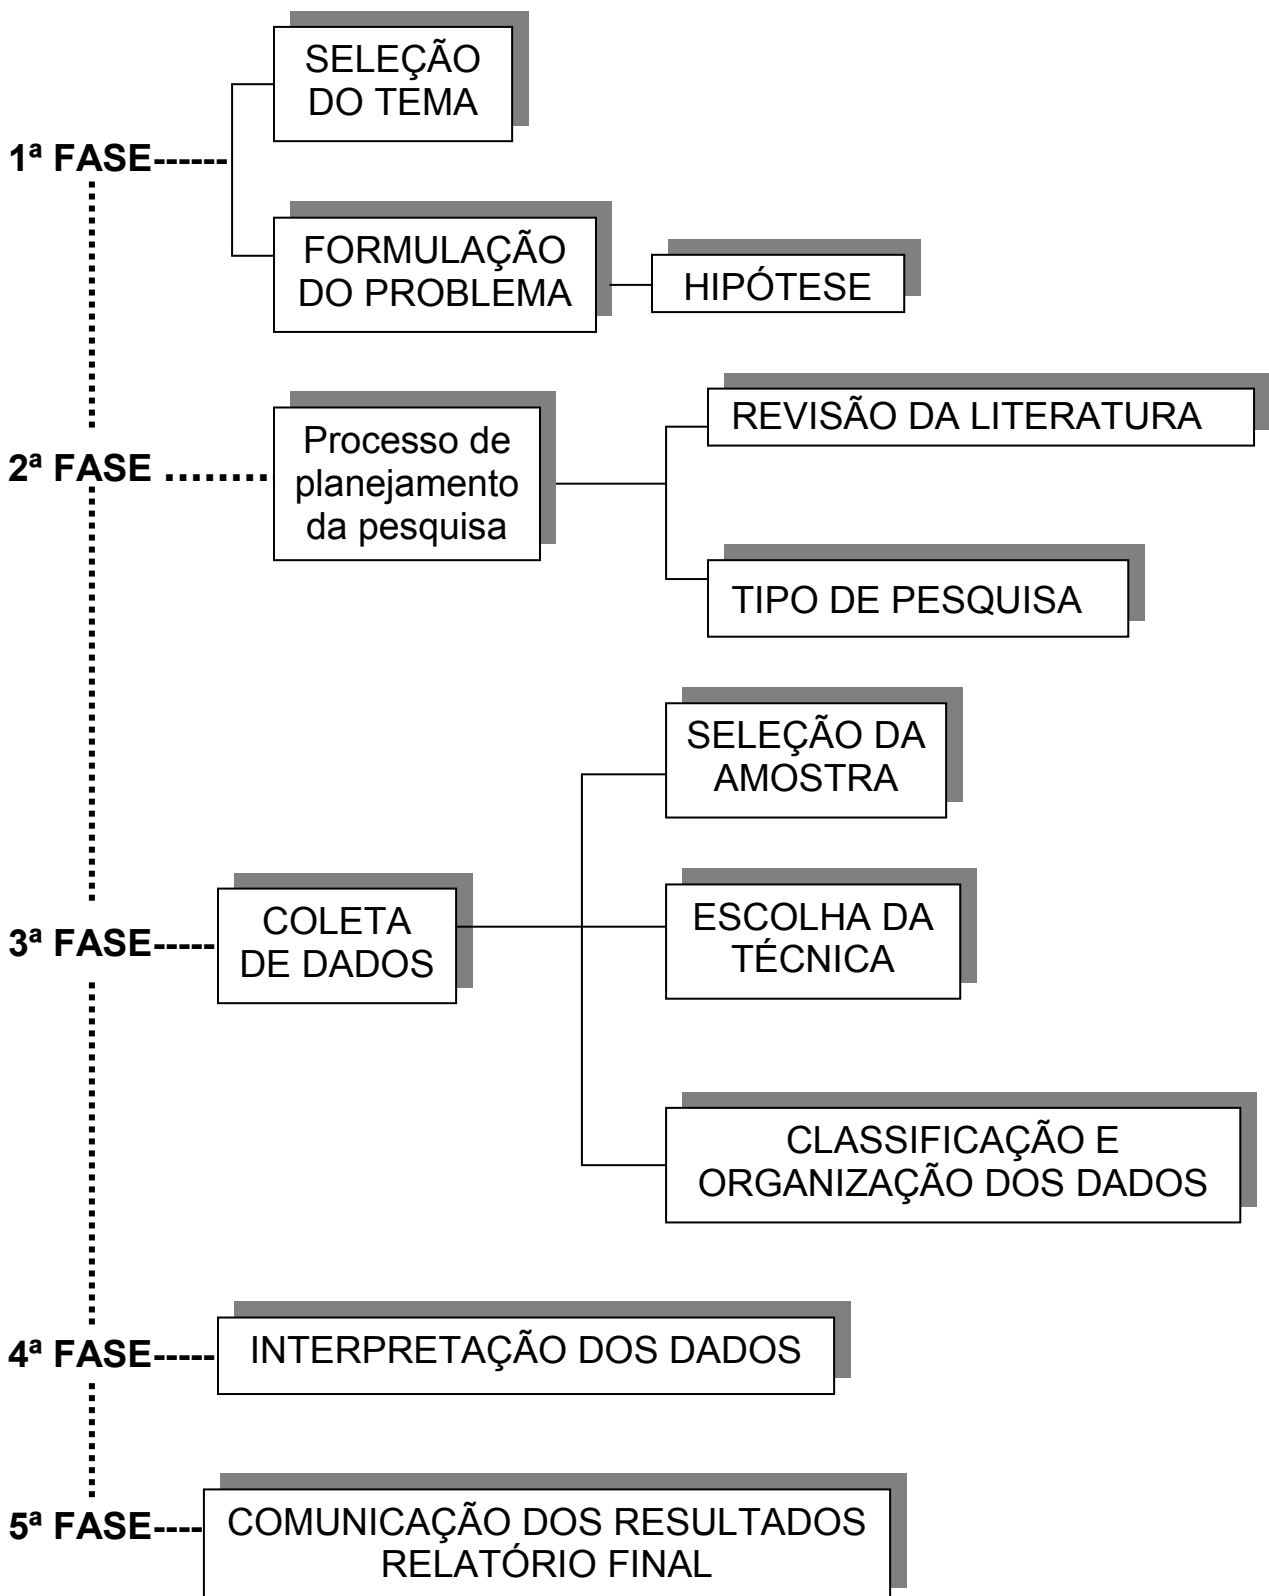 SELEÇÃO
DO TEMA
1ª FASE------
FORMULAÇÃO
DO PROBLEMA
HIPÓTESE
2ª FASE ........
Processo de
planejamento
da pesquisa
REVISÃO DA LITERATURA
TIPO DE PESQUISA
SELEÇÃO DA
AMOSTRA
3ª FASE-----
COLETA
DE DADOS
ESCOLHA DA
TÉCNICA
CLASSIFICAÇÃO E
ORGANIZAÇÃO DOS DADOS
4ª FASE-----
INTERPRETAÇÃO DOS DADOS
5ª FASE----
COMUNICAÇÃO DOS RESULTADOS
RELATÓRIO FINAL